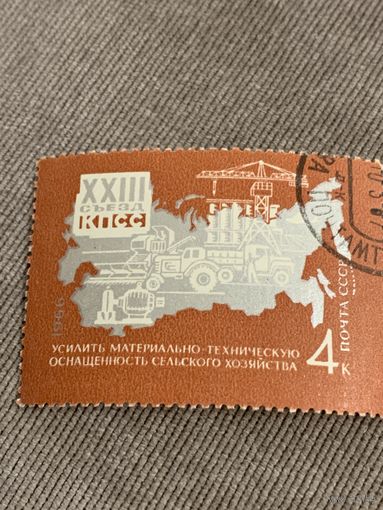 XXIII
СЪЕЗД
КПСС
1966
УСИЛИТЬ МАТЕРИАЛЬНО-ТЕХНИЧЕСКУЮ
ОСНАЩЕННОСТЬ СЕЛЬСКОГО ХОЗЯЙСТВА
4 К
ПОЧТА СССР